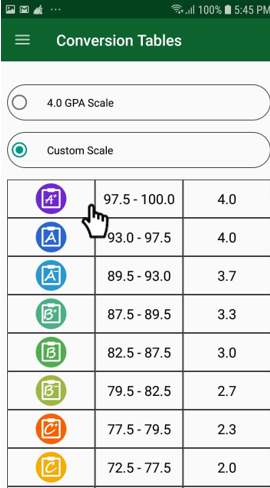 100% 5:45 PM
Conversion Tables
4.0 GPA Scale
Custom Scale
A+ 97.5 - 100.0 4.0
A 93.0 - 97.5 4.0
A- 89.5 - 93.0 3.7
B+ 87.5 - 89.5 3.3
B 82.5 - 87.5 3.0
B- 79.5 - 82.5 2.7
C+ 77.5 - 79.5 2.3
C 72.5 - 77.5 2.0